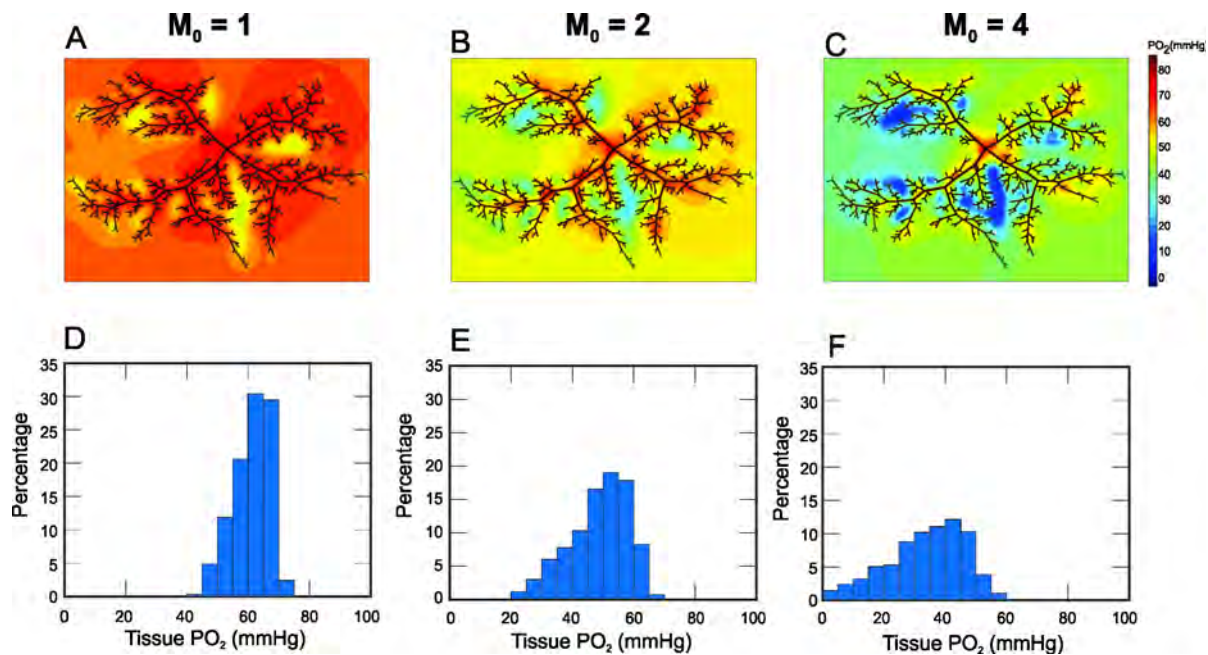 M₀ = 1
M₀ = 2
M₀ = 4
A
B
C
PO₂(mmHg)
80
70
60
50
40
30
20
10
0
D
E
F
35
30
25
20
15
10
5
0
Percentage
0 20 40 60 80 100
Tissue PO₂ (mmHg)
35
30
25
20
15
10
5
0
Percentage
0 20 40 60 80 100
Tissue PO₂ (mmHg)
35
30
25
20
15
10
5
0
Percentage
0 20 40 60 80 100
Tissue PO₂ (mmHg)